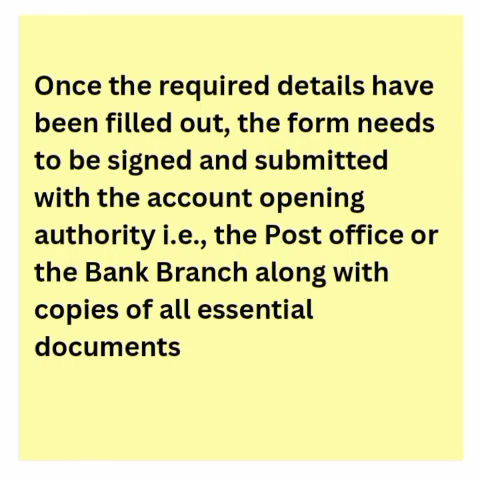 Once the required details have
been filled out, the form needs
to be signed and submitted
with the account opening
authority i.e., the Post office or
the Bank Branch along with
copies of all essential
documents